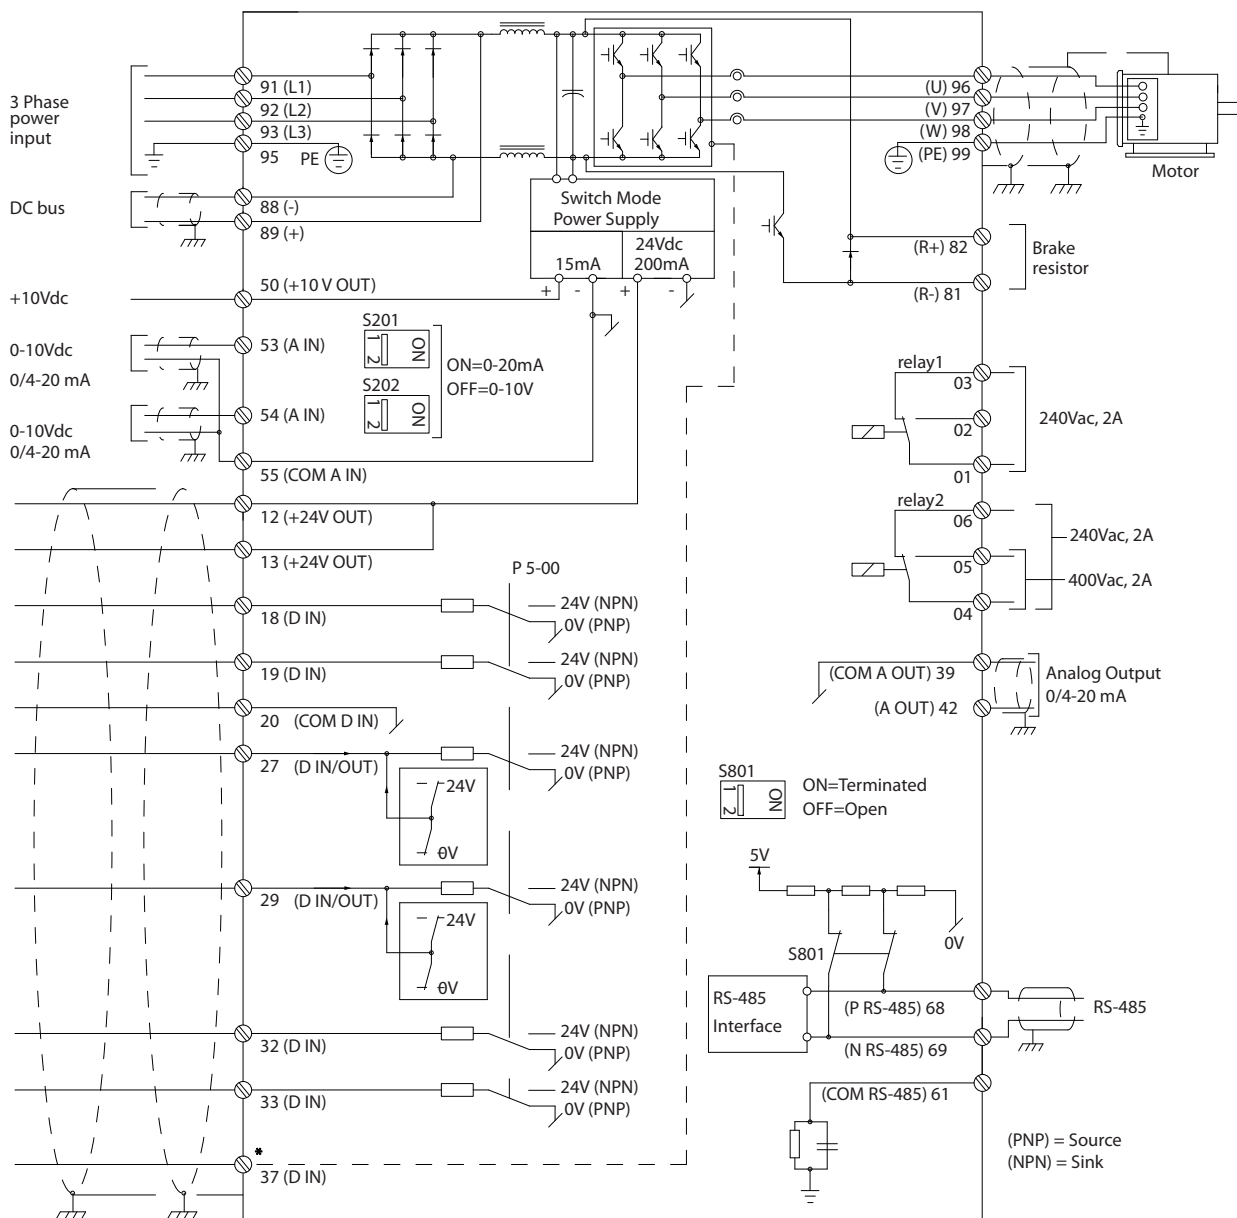 3 Phase
power
input
91 (L1)
92 (L2)
93 (L3)
95
PE
DC bus
88 (-)
89 (+)
+10Vdc
50 (+10 V OUT)
0-10Vdc
0/4-20 mA
53 (A IN)
0-10Vdc
0/4-20 mA
54 (A IN)
55 (COM A IN)
12 (+24V OUT)
13 (+24V OUT)
18 (D IN)
19 (D IN)
20 (COM D IN)
27 (D IN/OUT)
24V
0V
29 (D IN/OUT)
24V
0V
32 (D IN)
33 (D IN)
*
37 (D IN)
Switch Mode
Power Supply
15mA
24Vdc
200mA
+ - + -
S201
1 2
ON
S202
1 2
ON
ON=0-20mA
OFF=0-10V
P 5-00
24V (NPN)
0V (PNP)
24V (NPN)
0V (PNP)
24V (NPN)
0V (PNP)
24V (NPN)
0V (PNP)
24V (NPN)
0V (PNP)
24V (NPN)
0V (PNP)
(U) 96
(V) 97
(W) 98
(PE) 99
Motor
(R+) 82
(R-) 81
Brake
resistor
relay1
03
02
01
240Vac, 2A
relay2
06
05
04
240Vac, 2A
400Vac, 2A
(COM A OUT) 39
(A OUT) 42
Analog Output
0/4-20 mA
S801
1 2
ON
ON=Terminated
OFF=Open
5V
0V
S801
RS-485
Interface
(P RS-485) 68
(N RS-485) 69
(COM RS-485) 61
RS-485
(PNP) = Source
(NPN) = Sink